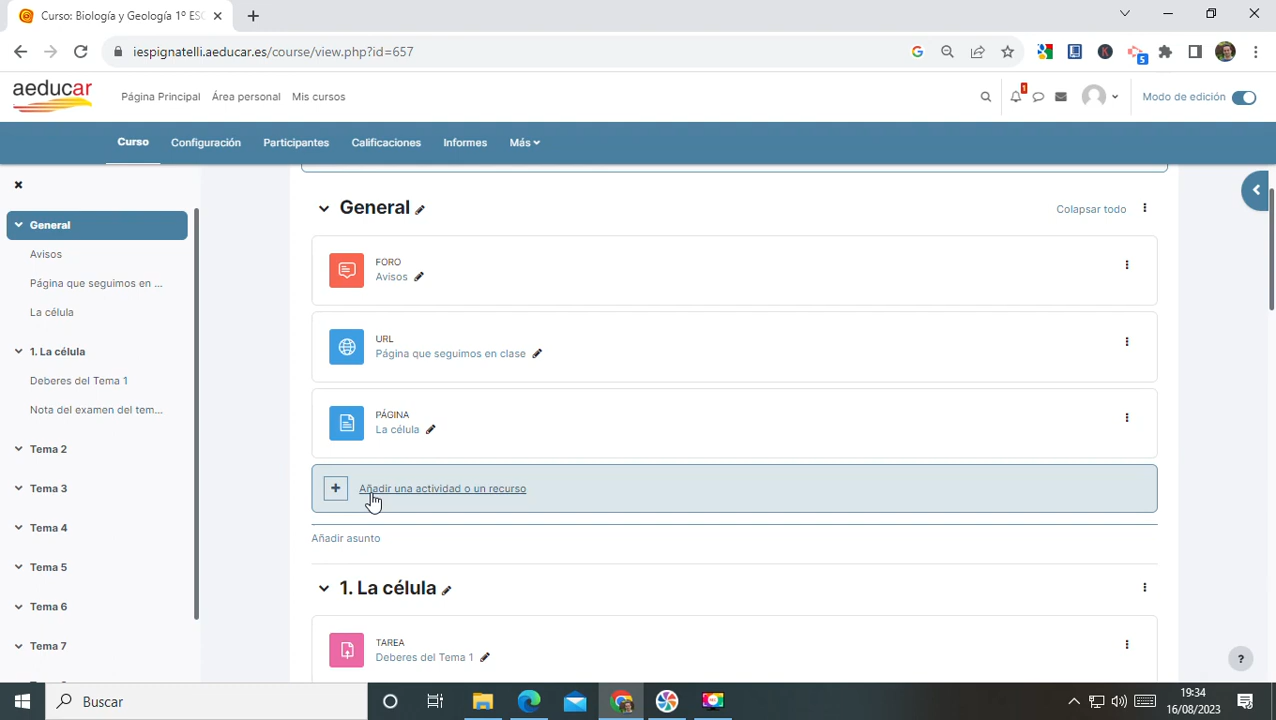 Curso: Biología y Geología 1º ESC
iespignatelli.aeducar.es/course/view.php?id=657
5
aeducar
Página Principal Área personal Mis cursos
1
Modo de edición
Curso Configuración Participantes Calificaciones Informes Más
General
Avisos
Página que seguimos en ...
La célula
1. La célula
Deberes del Tema 1
Nota del examen del tem...
Tema 2
Tema 3
Tema 4
Tema 5
Tema 6
Tema 7
General
Colapsar todo
FORO
Avisos
URL
Página que seguimos en clase
PÁGINA
La célula
Añadir una actividad o un recurso
Añadir asunto
1. La célula
TAREA
Deberes del Tema 1
?
Buscar
19:34
16/08/2023